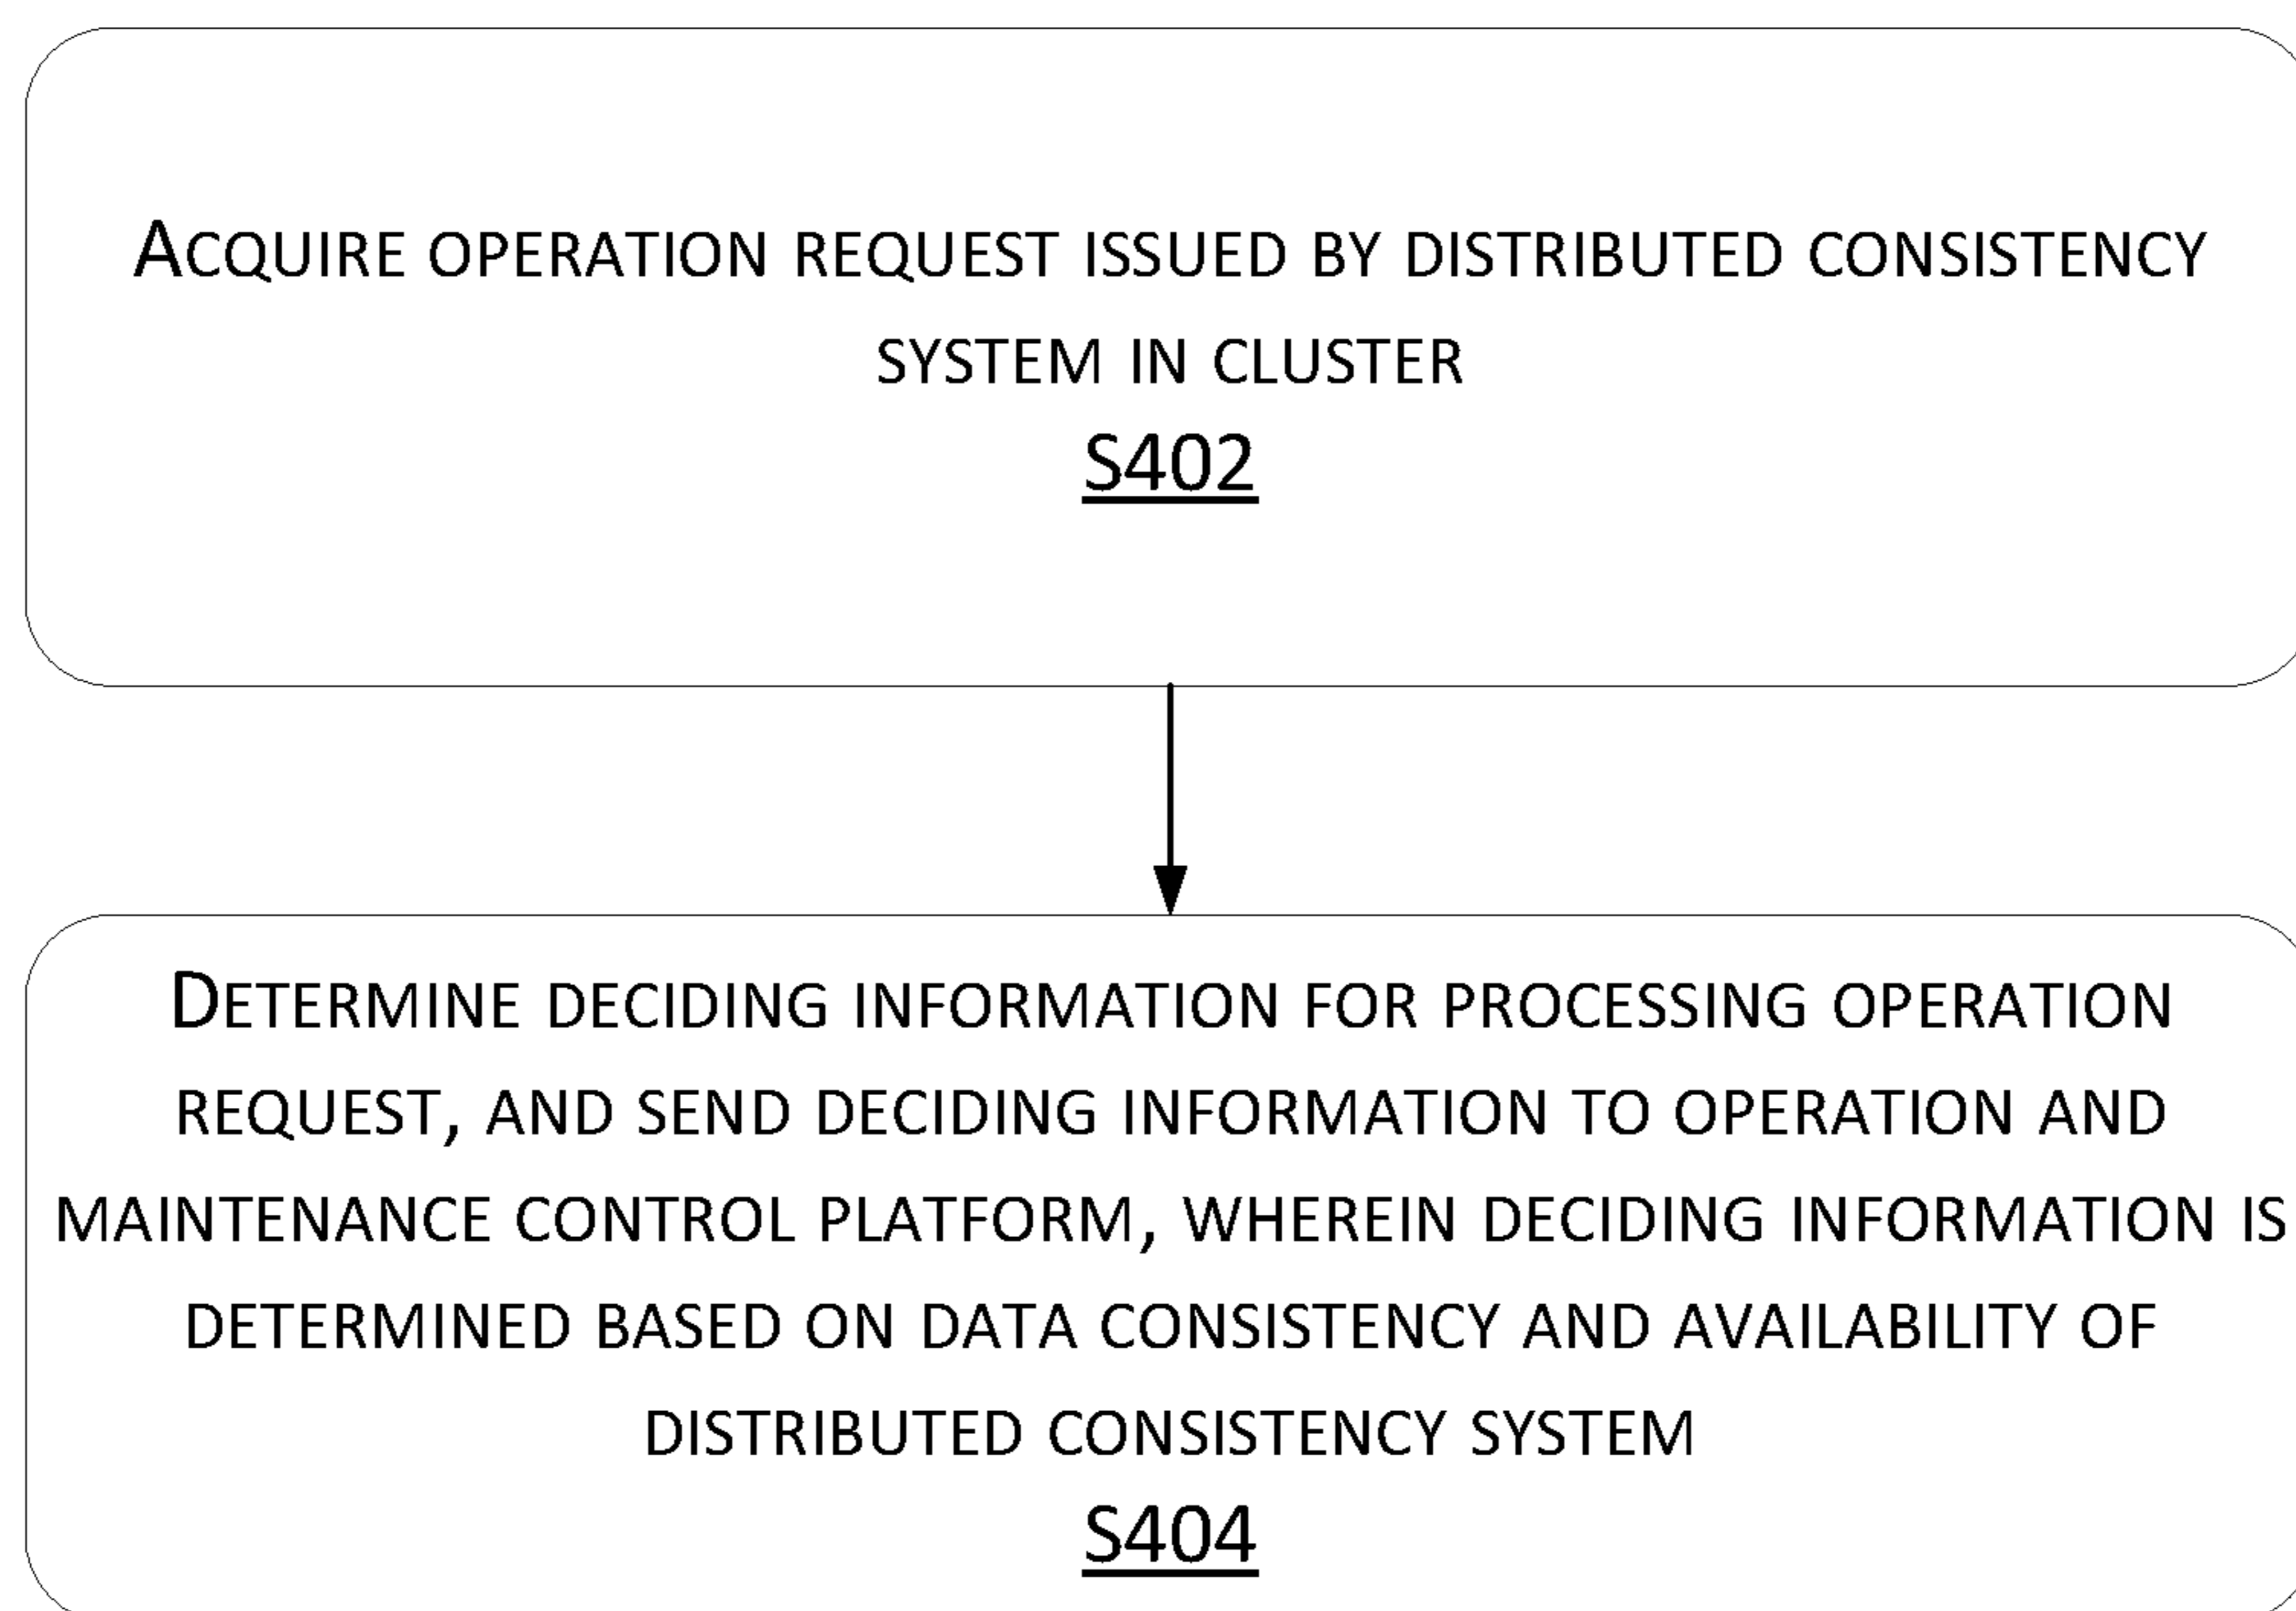 Acquire operation request issued by distributed consistency
system in cluster
S402
Determine deciding information for processing operation
request, and send deciding information to operation and
maintenance control platform, wherein deciding information is
determined based on data consistency and availability of
distributed consistency system
S404